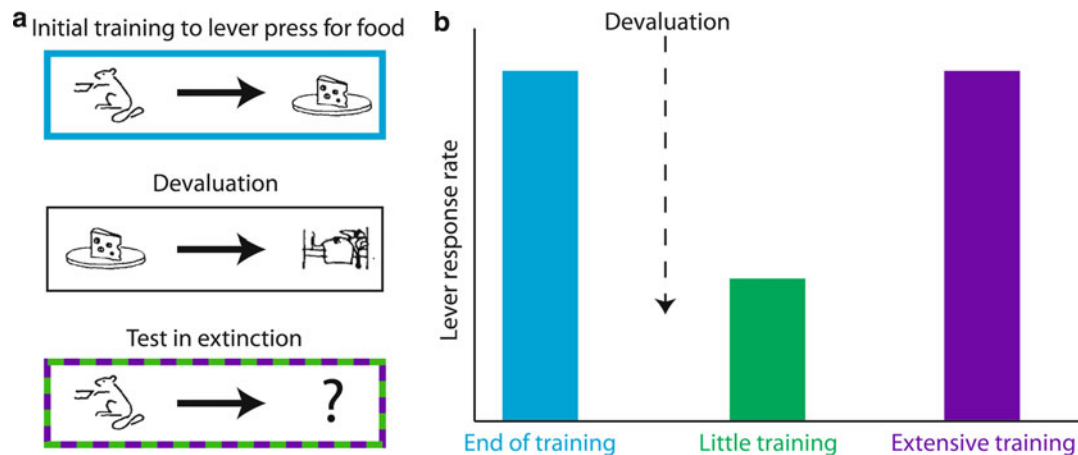 a
Initial training to lever press for food
Devaluation
Test in extinction
?
b
Devaluation
Lever response rate
End of training
Little training
Extensive training